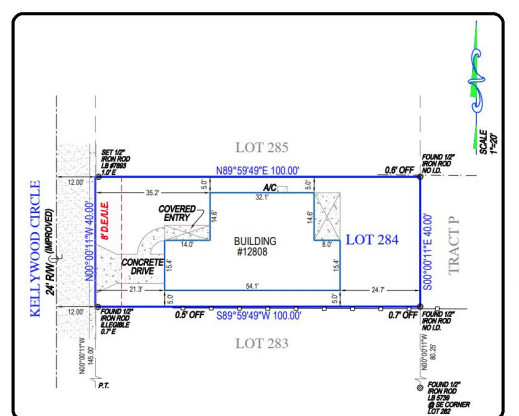 SCALE
1"=20'
LOT 285
SET 1/2"
IRON ROD
LB #7893
1.0' E
FOUND 1/2"
IRON ROD
NO I.D.
0.6' OFF
N89°59'49"E 100.00'
12.00'
35.2'
5.0'
A/C
32.1'
5.0'
8' D.E./U.E.
COVERED
ENTRY
14.6'
14.6'
KELLYWOOD CIRCLE
24' R/W (IMPROVED)
N00°00'11"W 40.00'
14.0'
BUILDING
#12808
8.0'
LOT 284
S00°00'11"E 40.00'
TRACT P
CONCRETE
DRIVE
15.4'
15.4'
21.3'
54.1'
24.7'
5.0'
5.0'
12.00'
FOUND 1/2"
IRON ROD
ILLEGIBLE
0.7' E
0.5' OFF
S89°59'49"W 100.00'
0.7' OFF
FOUND 1/2"
IRON ROD
NO I.D.
LOT 283
N00°00'11"W
145.00'
N00°00'11"W
80.25'
P.T.
FOUND 1/2"
IRON ROD
LB 5739
@ SE CORNER
LOT 282